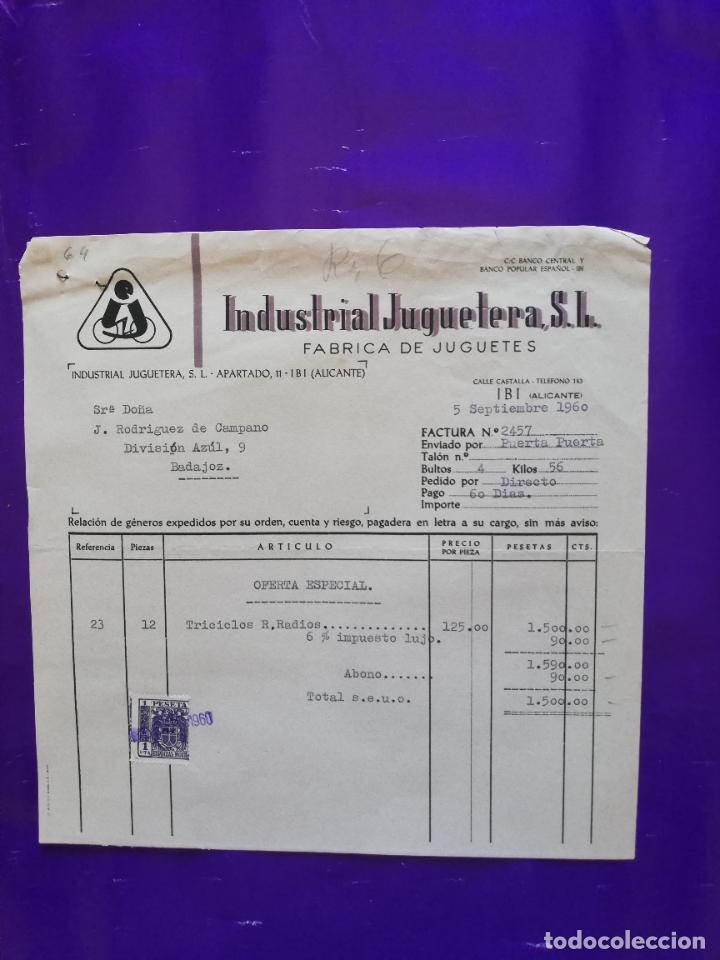 64
C/C BANCO CENTRAL Y
BANCO POPULAR ESPAÑOL - IBI
Industrial Juguetera, S.L.
FABRICA DE JUGUETES
INDUSTRIAL JUGUETERA, S. L. - APARTADO, 11 - IBI (ALICANTE)
CALLE CASTALLA - TELEFONO 143
IBI (ALICANTE)
5 Septiembre 1960
Srª Doña
J. Rodriguez de Campano
División Azúl, 9
Badajoz.
FACTURA N.º 2457
Enviado por Puerta Puerta
Talón n.º
Bultos 4 Kilos 56
Pedido por Directo
Pago 60 Dias.
Importe
Relación de géneros expedidos por su orden, cuenta y riesgo, pagadera en letra a su cargo, sin más aviso:
Referencia Piezas ARTICULO PRECIO POR PIEZA PESETAS CTS.
OFERTA ESPECIAL.
23 12 Triciclos R.Radios.............. 125.00 1.500.00
6 % impuesto lujo. 90.00
1.590.00
Abono....... 90.00
Total s.e.u.o. 1.500.00
1 PESETA 1
1960
1 PTA
todocoleccion